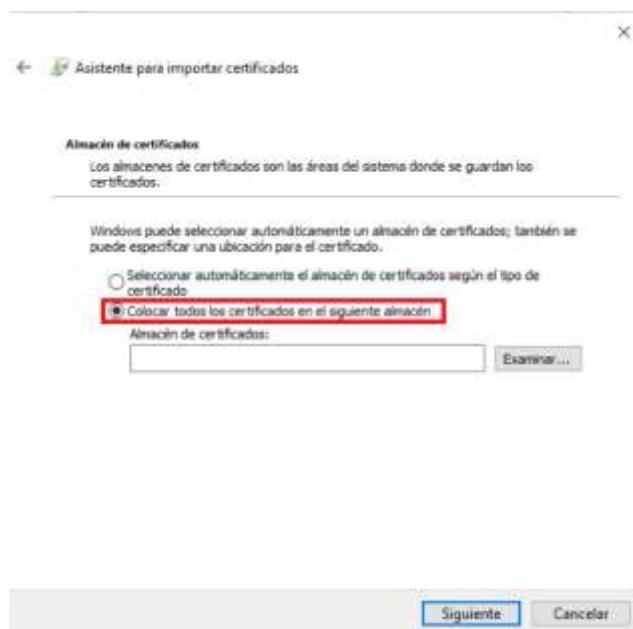 Asistente para importar certificados
Almacén de certificados
Los almacenes de certificados son las áreas del sistema donde se guardan los
certificados.
Windows puede seleccionar automáticamente un almacén de certificados; también se
puede especificar una ubicación para el certificado.
Seleccionar automáticamente el almacén de certificados según el tipo de
certificado
Colocar todos los certificados en el siguiente almacén
Almacén de certificados:
Examinar...
Siguiente
Cancelar